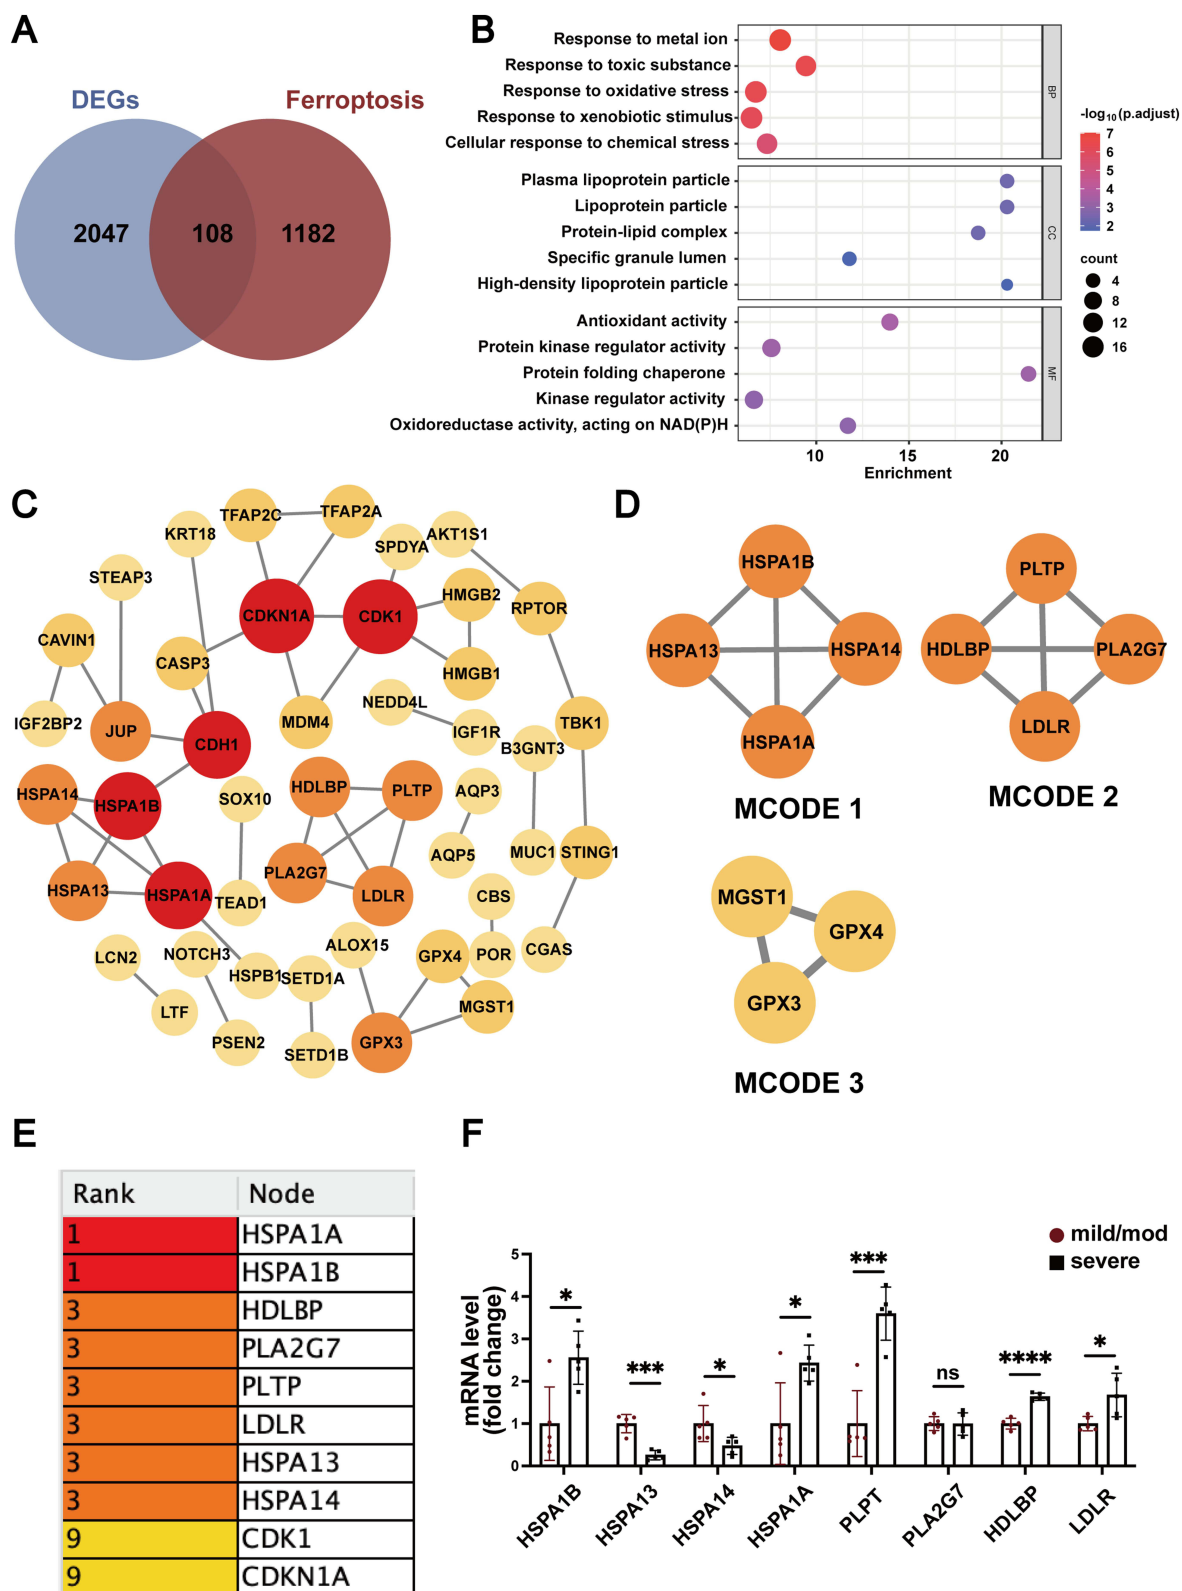 A
DEGs
Ferroptosis
2047
108
1182
B
Response to metal ion
Response to toxic substance
Response to oxidative stress
Response to xenobiotic stimulus
Cellular response to chemical stress
BP
Plasma lipoprotein particle
Lipoprotein particle
Protein-lipid complex
Specific granule lumen
High-density lipoprotein particle
CC
Antioxidant activity
Protein kinase regulator activity
Protein folding chaperone
Kinase regulator activity
Oxidoreductase activity, acting on NAD(P)H
MF
10 15 20
Enrichment
-log10(p.adjust)
7
6
5
4
3
2
count
4
8
12
16
C
TFAP2C
TFAP2A
KRT18
SPDYA
AKT1S1
STEAP3
CDKN1A
CDK1
HMGB2
RPTOR
CAVIN1
CASP3
HMGB1
NEDD4L
IGF2BP2
JUP
CDH1
MDM4
IGF1R
B3GNT3
TBK1
HSPA14
HSPA1B
SOX10
HDLBP
PLTP
AQP3
AQP5
MUC1
STING1
HSPA13
HSPA1A
TEAD1
PLA2G7
LDLR
CBS
LCN2
NOTCH3
HSPB1
SETD1A
ALOX15
GPX4
POR
CGAS
LTF
PSEN2
SETD1B
GPX3
MGST1
D
HSPA1B
HSPA13
HSPA14
HSPA1A
MCODE 1
PLTP
HDLBP
PLA2G7
LDLR
MCODE 2
MGST1
GPX4
GPX3
MCODE 3
E
Rank Node
1 HSPA1A
1 HSPA1B
3 HDLBP
3 PLA2G7
3 PLTP
3 LDLR
3 HSPA13
3 HSPA14
9 CDK1
9 CDKN1A
F
mild/mod
severe
mRNA level
(fold change)
5
4
3
2
1
0
*
***
*
*
***
ns
****
*
HSPA1B
HSPA13
HSPA14
HSPA1A
PLPT
PLA2G7
HDLBP
LDLR